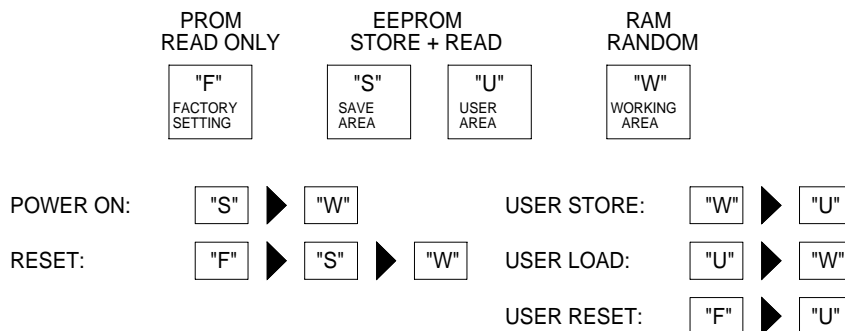 PROM
READ ONLY
EEPROM
STORE + READ
RAM
RANDOM
"F"
FACTORY
SETTING
"S"
SAVE
AREA
"U"
USER
AREA
"W"
WORKING
AREA
POWER ON: "S" "W"
USER STORE: "W" "U"
RESET: "F" "S" "W"
USER LOAD: "U" "W"
USER RESET: "F" "U"